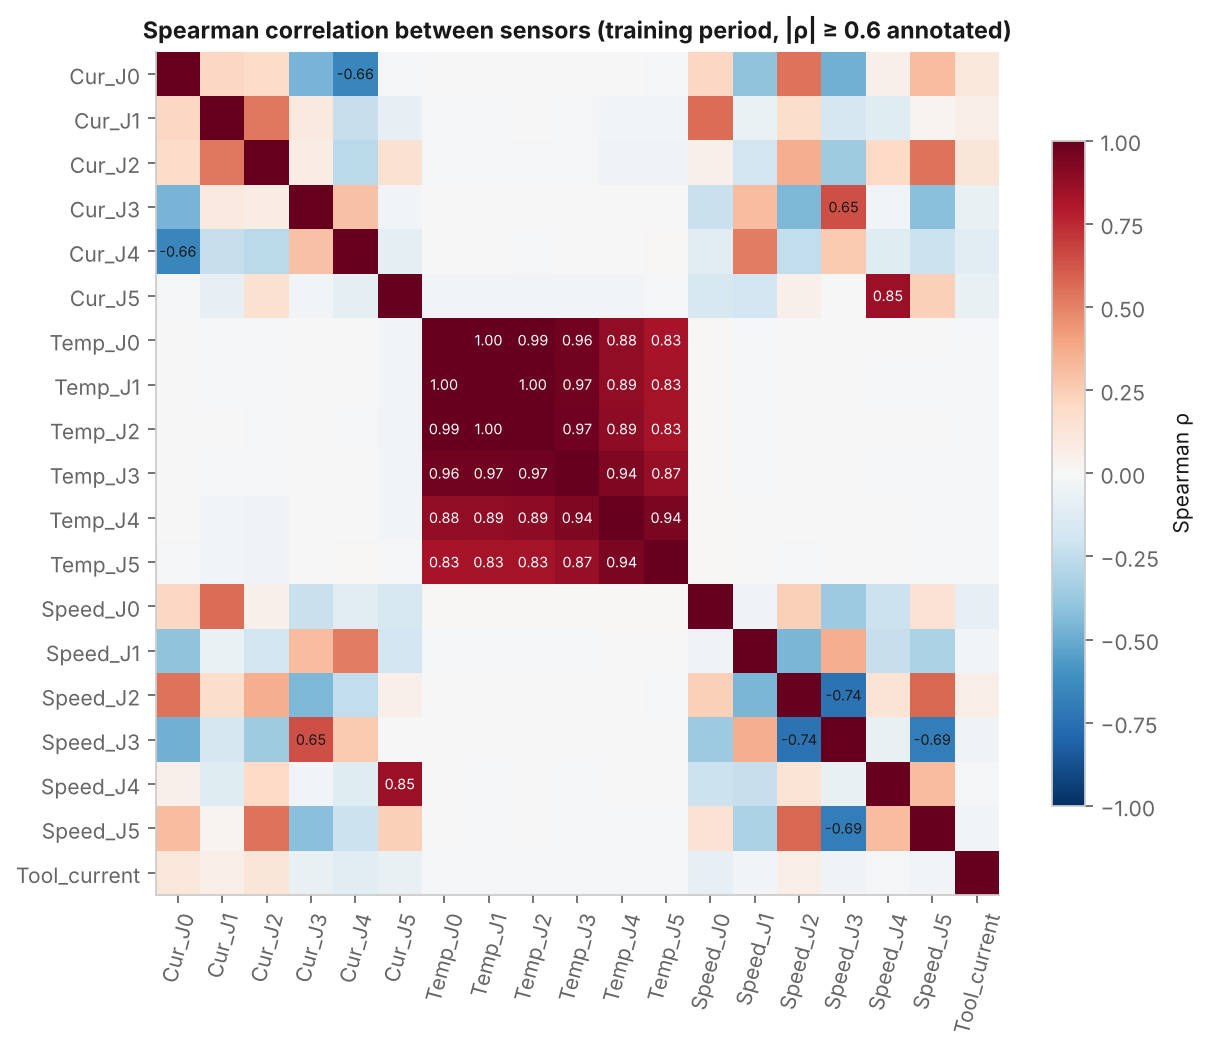 Spearman correlation between sensors (training period, |ρ| ≥ 0.6 annotated)
Cur_J0 −0.66
Cur_J1
Cur_J2
Cur_J3 0.65
Cur_J4 −0.66
Cur_J5 0.85
Temp_J0 1.00 0.99 0.96 0.88 0.83
Temp_J1 1.00 1.00 0.97 0.89 0.83
Temp_J2 0.99 1.00 0.97 0.89 0.83
Temp_J3 0.96 0.97 0.97 0.94 0.87
Temp_J4 0.88 0.89 0.89 0.94 0.94
Temp_J5 0.83 0.83 0.83 0.87 0.94
Speed_J0
Speed_J1
Speed_J2 −0.74
Speed_J3 0.65 −0.74 −0.69
Speed_J4 0.85
Speed_J5 −0.69
Tool_current
Cur_J0 Cur_J1 Cur_J2 Cur_J3 Cur_J4 Cur_J5 Temp_J0 Temp_J1 Temp_J2 Temp_J3 Temp_J4 Temp_J5 Speed_J0 Speed_J1 Speed_J2 Speed_J3 Speed_J4 Speed_J5 Tool_current
1.00
0.75
0.50
0.25
0.00
−0.25
−0.50
−0.75
−1.00
Spearman ρ